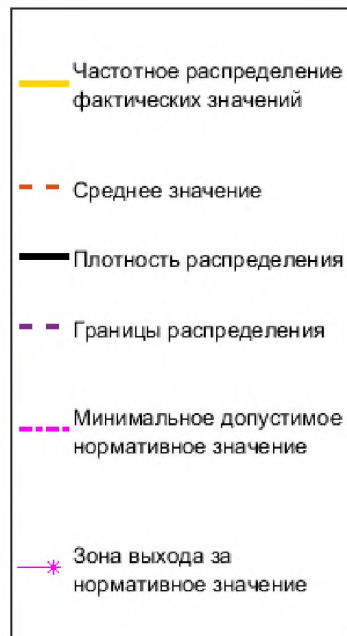 Частотное распределение
фактических значений
Среднее значение
Плотность распределения
Границы распределения
Минимальное допустимое
нормативное значение
Зона выхода за
нормативное значение